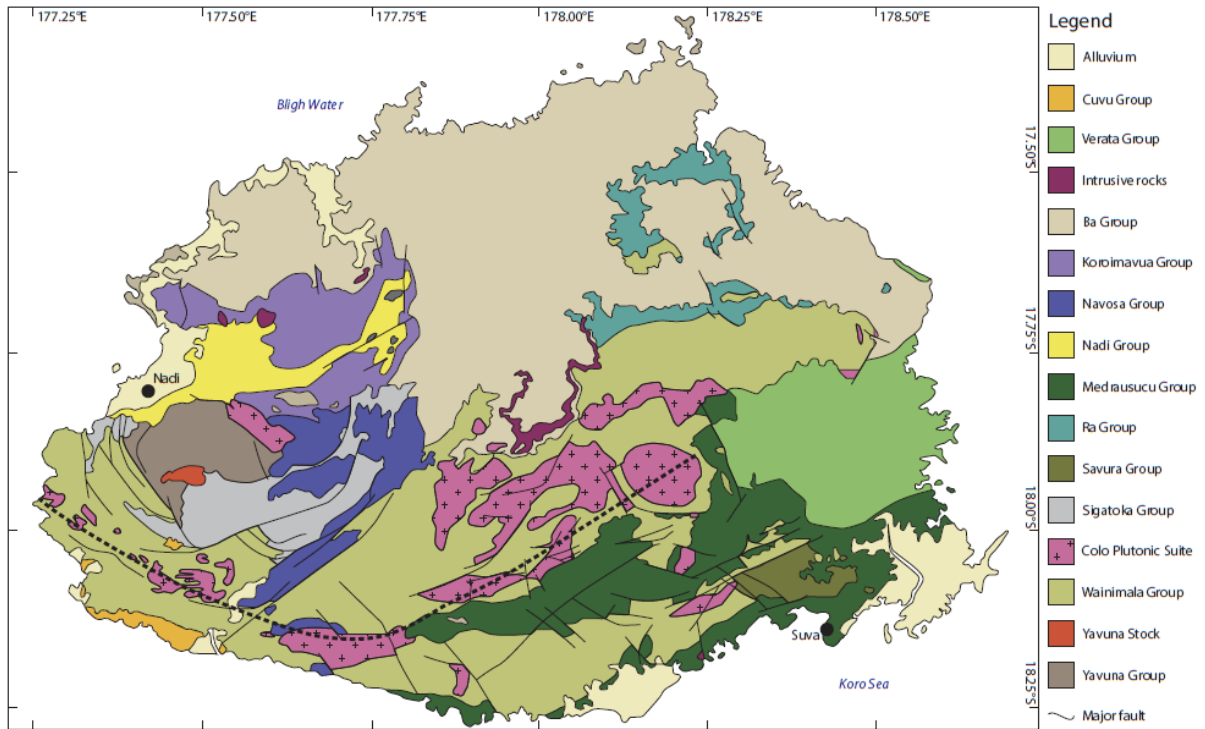 177.25°E 177.50°E 177.75°E 178.00°E 178.25°E 178.50°E
Bligh Water
17.50°S
17.75°S
18.00°S
18.25°S
Nadi
Suva
Koro Sea
Legend
Alluvium
Cuvu Group
Verata Group
Intrusive rocks
Ba Group
Koroimavua Group
Navosa Group
Nadi Group
Medrausucu Group
Ra Group
Savura Group
Sigatoka Group
Colo Plutonic Suite
Wainimala Group
Yavuna Stock
Yavuna Group
Major fault